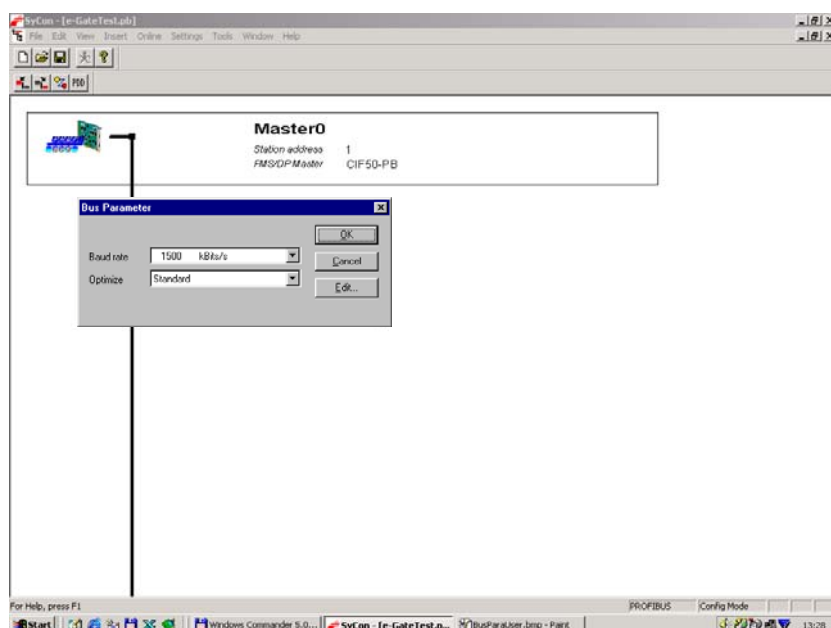 SyCon - [e-GateTest.pb]
File Edit View Insert Online Settings Tools Window Help
PDD
Master0
Station address 1
FMS/DP Master CIF50-PB
Bus Parameter
OK
Baud rate 1500 kBits/s
Cancel
Optimize Standard
Edit...
For Help, press F1
PROFIBUS Config Mode
Start Windows Commander 5.0... SyCon - [e-GateTest.p... BusParaUser.bmp - Paint 13:28